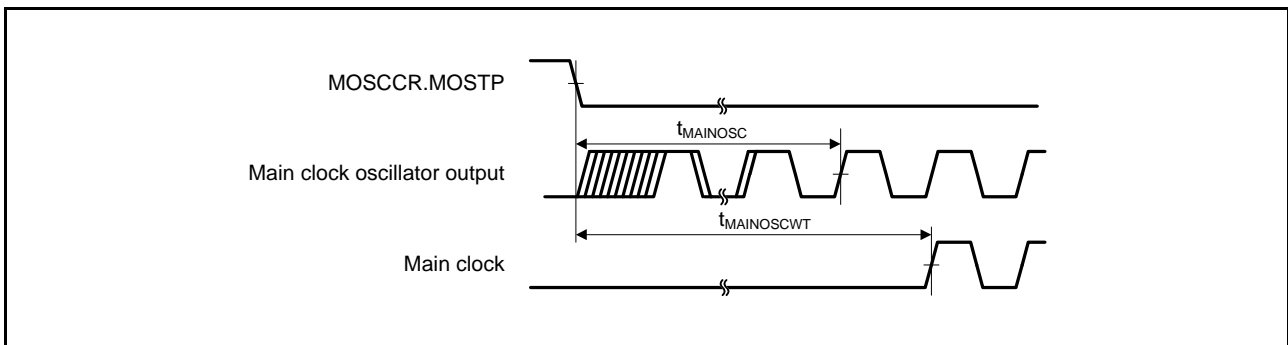 MOSCCR.MOSTP
tMAINOSC
Main clock oscillator output
tMAINOSCWT
Main clock